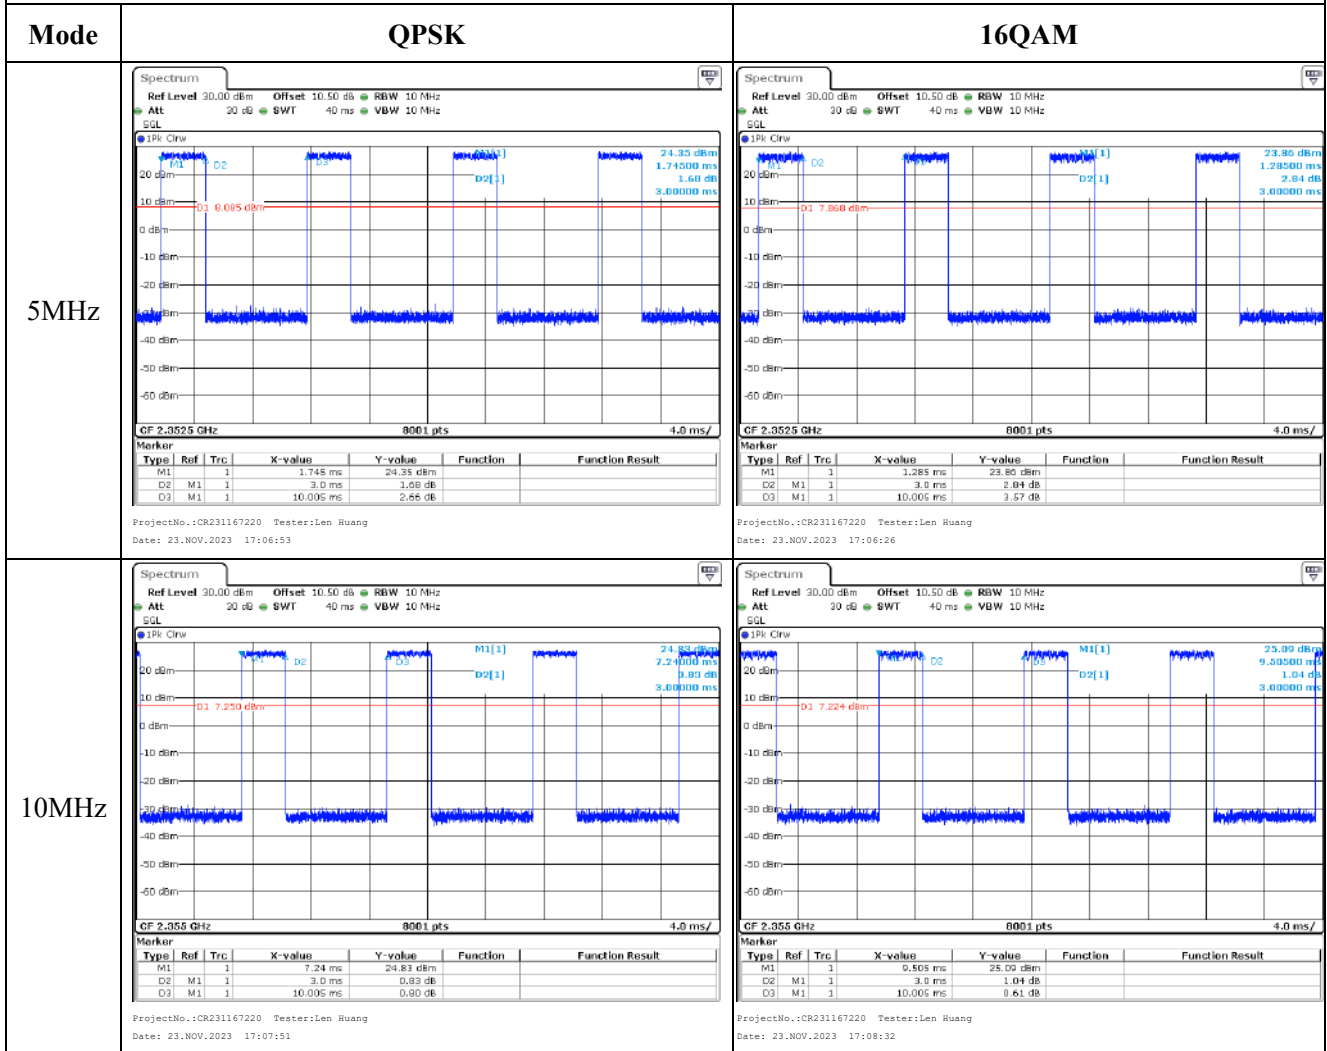 Mode QPSK 16QAM
5MHz
Spectrum
Ref Level 30.00 dBm Offset 10.50 dB RBW 10 MHz
Att 30 dB SWT 40 ms VBW 10 MHz
SGL
1Pk Clrw
M1[1] 24.35 dBm
1.74500 ms
D2[1] 1.68 dB
3.00000 ms
M1 D2 D3
20 dBm
10 dBm
D1 8.085 dBm
0 dBm
-10 dBm
-20 dBm
-30 dBm
-40 dBm
-50 dBm
-60 dBm
CF 2.3525 GHz 8001 pts 4.0 ms/
Marker
Type Ref Trc X-value Y-value Function Function Result
M1 1 1.745 ms 24.35 dBm
D2 M1 1 3.0 ms 1.68 dB
D3 M1 1 10.005 ms 2.66 dB
ProjectNo.:CR231167220 Tester:Len Huang
Date: 23.NOV.2023 17:06:53
Spectrum
Ref Level 30.00 dBm Offset 10.50 dB RBW 10 MHz
Att 30 dB SWT 40 ms VBW 10 MHz
SGL
1Pk Clrw
M1[1] 23.86 dBm
1.28500 ms
D2[1] 2.84 dB
3.00000 ms
M1 D2
20 dBm
10 dBm
D1 7.868 dBm
0 dBm
-10 dBm
-20 dBm
-30 dBm
-40 dBm
-50 dBm
-60 dBm
CF 2.3525 GHz 8001 pts 4.0 ms/
Marker
Type Ref Trc X-value Y-value Function Function Result
M1 1 1.285 ms 23.86 dBm
D2 M1 1 3.0 ms 2.84 dB
D3 M1 1 10.005 ms 3.57 dB
ProjectNo.:CR231167220 Tester:Len Huang
Date: 23.NOV.2023 17:06:26
10MHz
Spectrum
Ref Level 30.00 dBm Offset 10.50 dB RBW 10 MHz
Att 30 dB SWT 40 ms VBW 10 MHz
SGL
1Pk Clrw
M1[1] 24.83 dBm
7.24000 ms
D2[1] 0.83 dB
3.00000 ms
M1 D2 D3
20 dBm
10 dBm
D1 7.250 dBm
0 dBm
-10 dBm
-20 dBm
-30 dBm
-40 dBm
-50 dBm
-60 dBm
CF 2.355 GHz 8001 pts 4.0 ms/
Marker
Type Ref Trc X-value Y-value Function Function Result
M1 1 7.24 ms 24.83 dBm
D2 M1 1 3.0 ms 0.83 dB
D3 M1 1 10.005 ms 0.80 dB
ProjectNo.:CR231167220 Tester:Len Huang
Date: 23.NOV.2023 17:07:51
Spectrum
Ref Level 30.00 dBm Offset 10.50 dB RBW 10 MHz
Att 30 dB SWT 40 ms VBW 10 MHz
SGL
1Pk Clrw
M1[1] 25.09 dBm
9.50500 ms
D2[1] 1.04 dB
3.00000 ms
D2 D3
20 dBm
10 dBm
D1 7.224 dBm
0 dBm
-10 dBm
-20 dBm
-30 dBm
-40 dBm
-50 dBm
-60 dBm
CF 2.355 GHz 8001 pts 4.0 ms/
Marker
Type Ref Trc X-value Y-value Function Function Result
M1 1 9.505 ms 25.09 dBm
D2 M1 1 3.0 ms 1.04 dB
D3 M1 1 10.005 ms 0.61 dB
ProjectNo.:CR231167220 Tester:Len Huang
Date: 23.NOV.2023 17:08:32